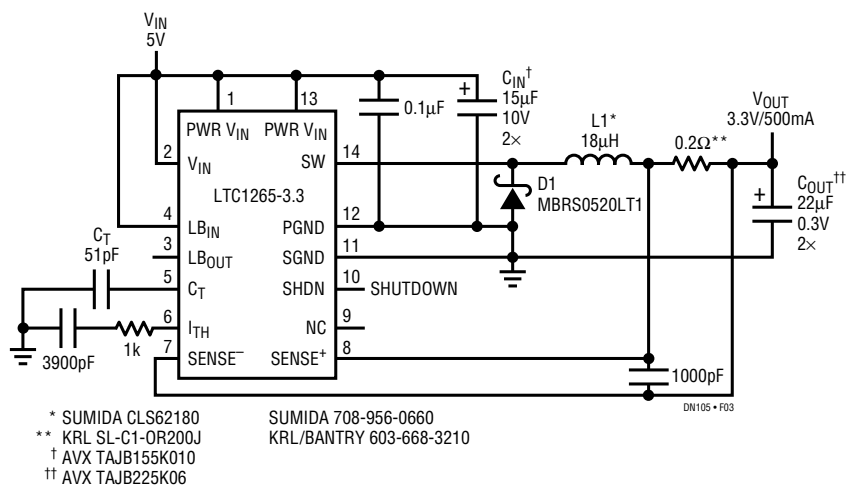 V_IN
5V
1
13
PWR V_IN
PWR V_IN
2
V_IN
SW
14
LTC1265-3.3
4
LB_IN
PGND
12
3
LB_OUT
SGND
11
C_T
51pF
5
C_T
SHDN
10
SHUTDOWN
6
I_TH
NC
9
7
SENSE⁻
SENSE⁺
8
3900pF
1k
0.1µF
+
C_IN†
15µF
10V
2×
L1*
18µH
D1
MBRS0520LT1
0.2Ω**
V_OUT
3.3V/500mA
+
C_OUT††
22µF
0.3V
2×
1000pF
DN105 • F03
* SUMIDA CLS62180
SUMIDA 708-956-0660
** KRL SL-C1-OR200J
KRL/BANTRY 603-668-3210
† AVX TAJB155K010
†† AVX TAJB225K06